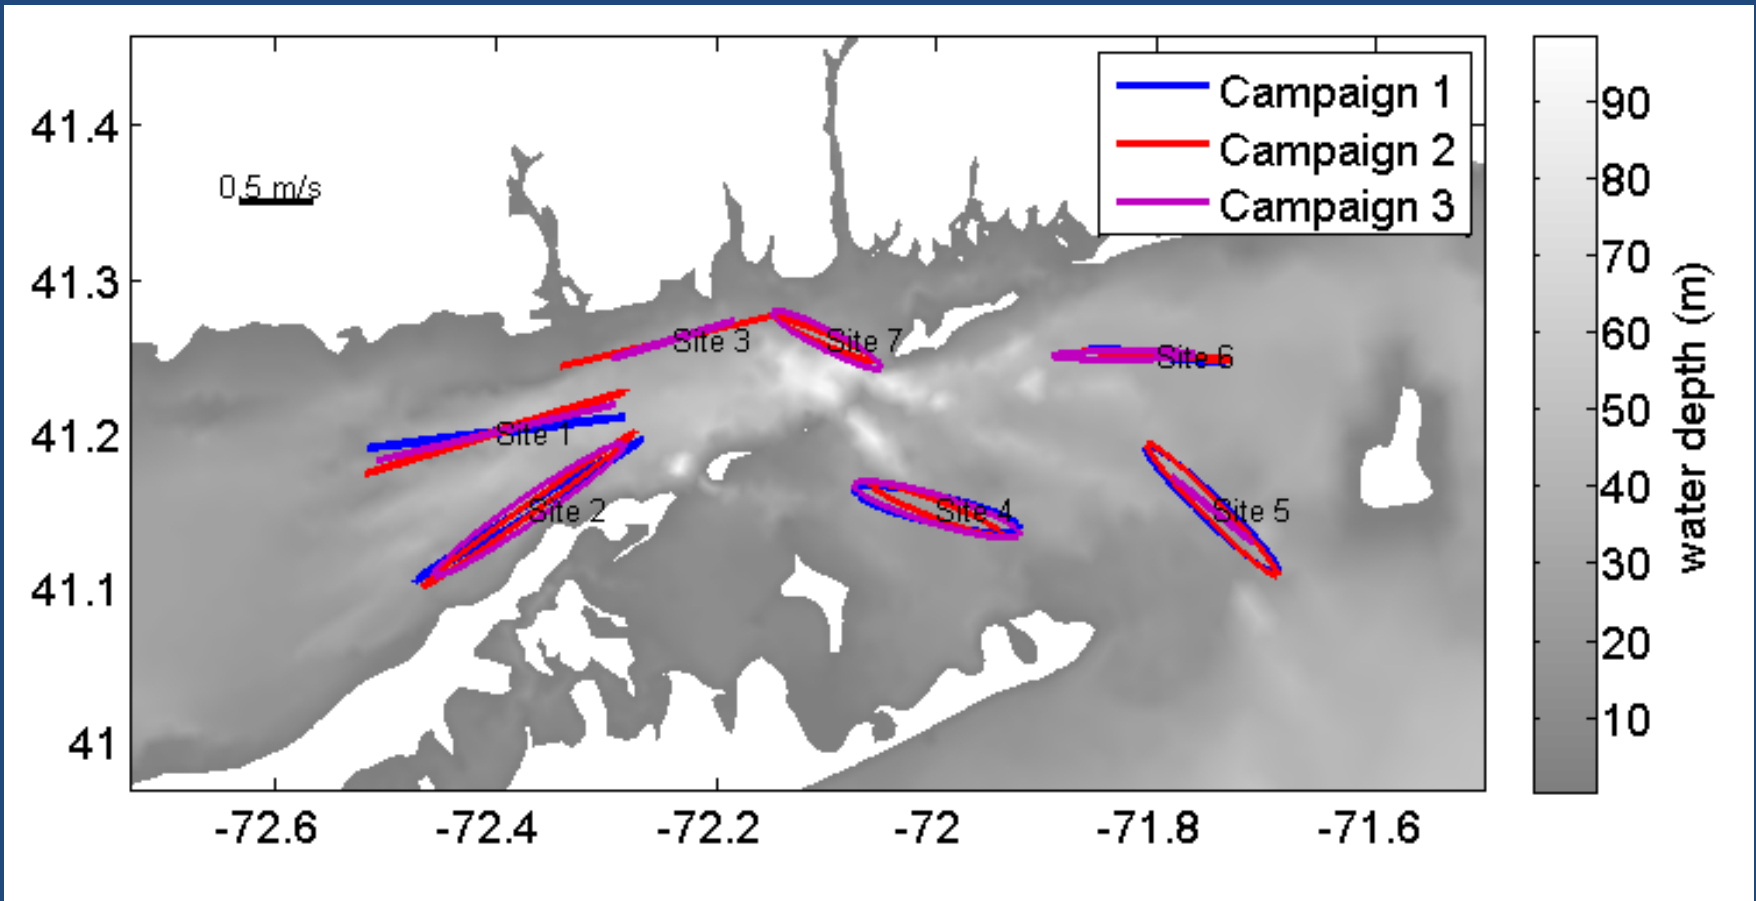 Campaign 1
Campaign 2
Campaign 3
0.5 m/s
41.4
41.3
41.2
41.1
41
Site 3
Site 7
Site 6
Site 1
Site 2
Site 4
Site 5
-72.6
-72.4
-72.2
-72
-71.8
-71.6
90
80
70
60
50
40
30
20
10
water depth (m)